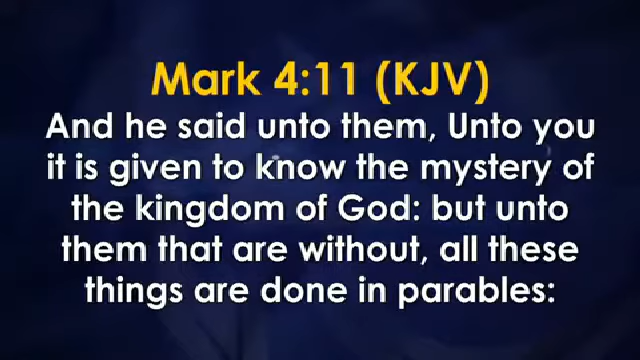 Mark 4:11 (KJV)
And he said unto them, Unto you
it is given to know the mystery of
the kingdom of God: but unto
them that are without, all these
things are done in parables: